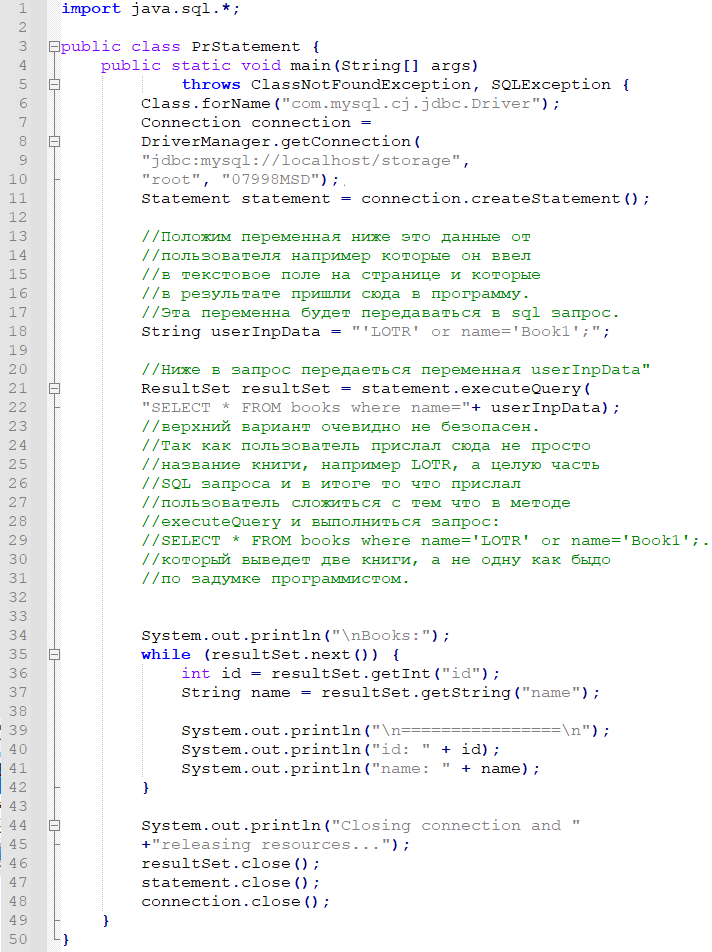 1 import java.sql.*;
2
3 public class PrStatement {
4 public static void main(String[] args)
5 throws ClassNotFoundException, SQLException {
6 Class.forName("com.mysql.cj.jdbc.Driver");
7 Connection connection =
8 DriverManager.getConnection(
9 "jdbc:mysql://localhost/storage",
10 "root", "07998MSD");
11 Statement statement = connection.createStatement();
12
13 //Положим переменная ниже это данные от
14 //пользователя например которые он ввел
15 //в текстовое поле на странице и которые
16 //в результате пришли сюда в программу.
17 //Эта переменна будет передаваться в sql запрос.
18 String userInpData = "'LOTR' or name='Book1';";
19
20 //Ниже в запрос передаеться переменная userInpData"
21 ResultSet resultSet = statement.executeQuery(
22 "SELECT * FROM books where name="+ userInpData);
23 //верхний вариант очевидно не безопасен.
24 //Так как пользователь прислал сюда не просто
25 //название книги, например LOTR, а целую часть
26 //SQL запроса и в итоге то что прислал
27 //пользователь сложиться с тем что в методе
28 //executeQuery и выполниться запрос:
29 //SELECT * FROM books where name='LOTR' or name='Book1';.
30 //который выведет две книги, а не одну как быдо
31 //по задумке программистом.
32
33
34 System.out.println("\nBooks:");
35 while (resultSet.next()) {
36 int id = resultSet.getInt("id");
37 String name = resultSet.getString("name");
38
39 System.out.println("\n================\n");
40 System.out.println("id: " + id);
41 System.out.println("name: " + name);
42 }
43
44 System.out.println("Closing connection and "
45 +"releasing resources...");
46 resultSet.close();
47 statement.close();
48 connection.close();
49 }
50 }